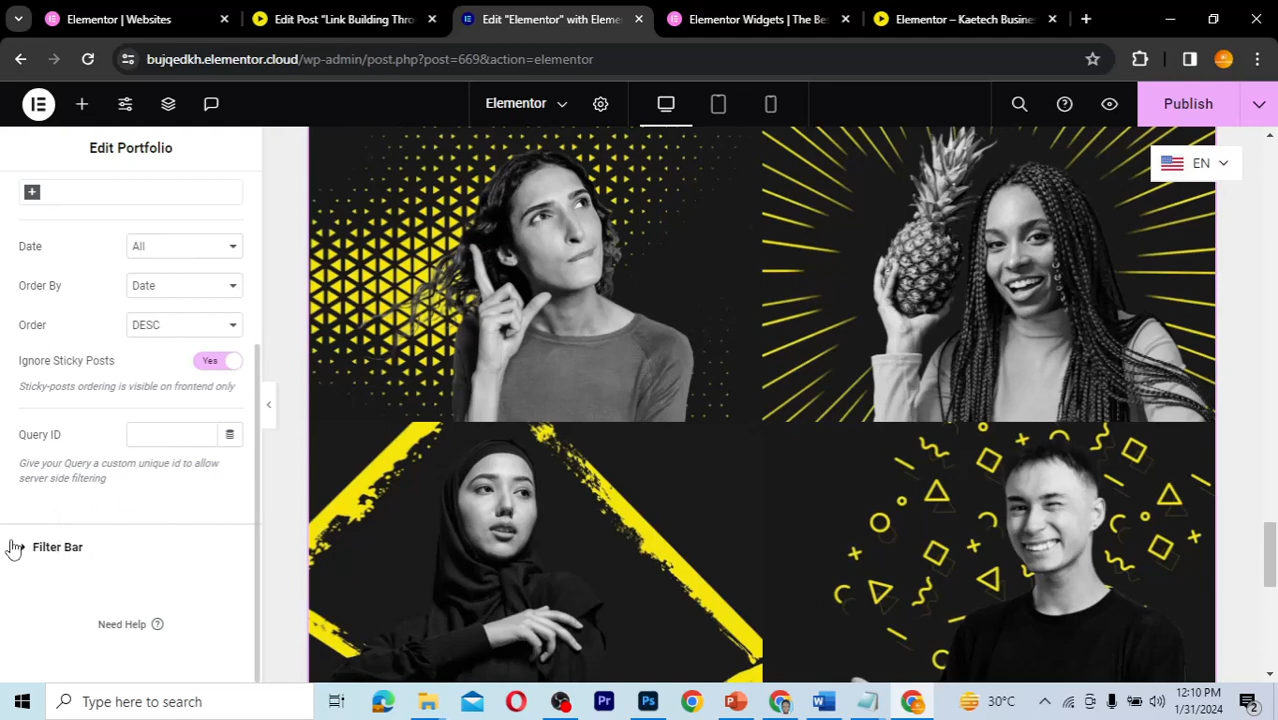 Elementor | Websites
Edit Post "Link Building Thro
Edit "Elementor" with Eleme
Elementor Widgets | The Be
Elementor – Kaetech Busine
bujqedkh.elementor.cloud/wp-admin/post.php?post=669&action=elementor
Elementor
Publish
Edit Portfolio
EN
Date
All
Order By
Date
Order
DESC
Ignore Sticky Posts
Yes
Sticky-posts ordering is visible on frontend only
Query ID
Give your Query a custom unique id to allow
server side filtering
Filter Bar
Need Help
Type here to search
30°C
12:10 PM
1/31/2024
2